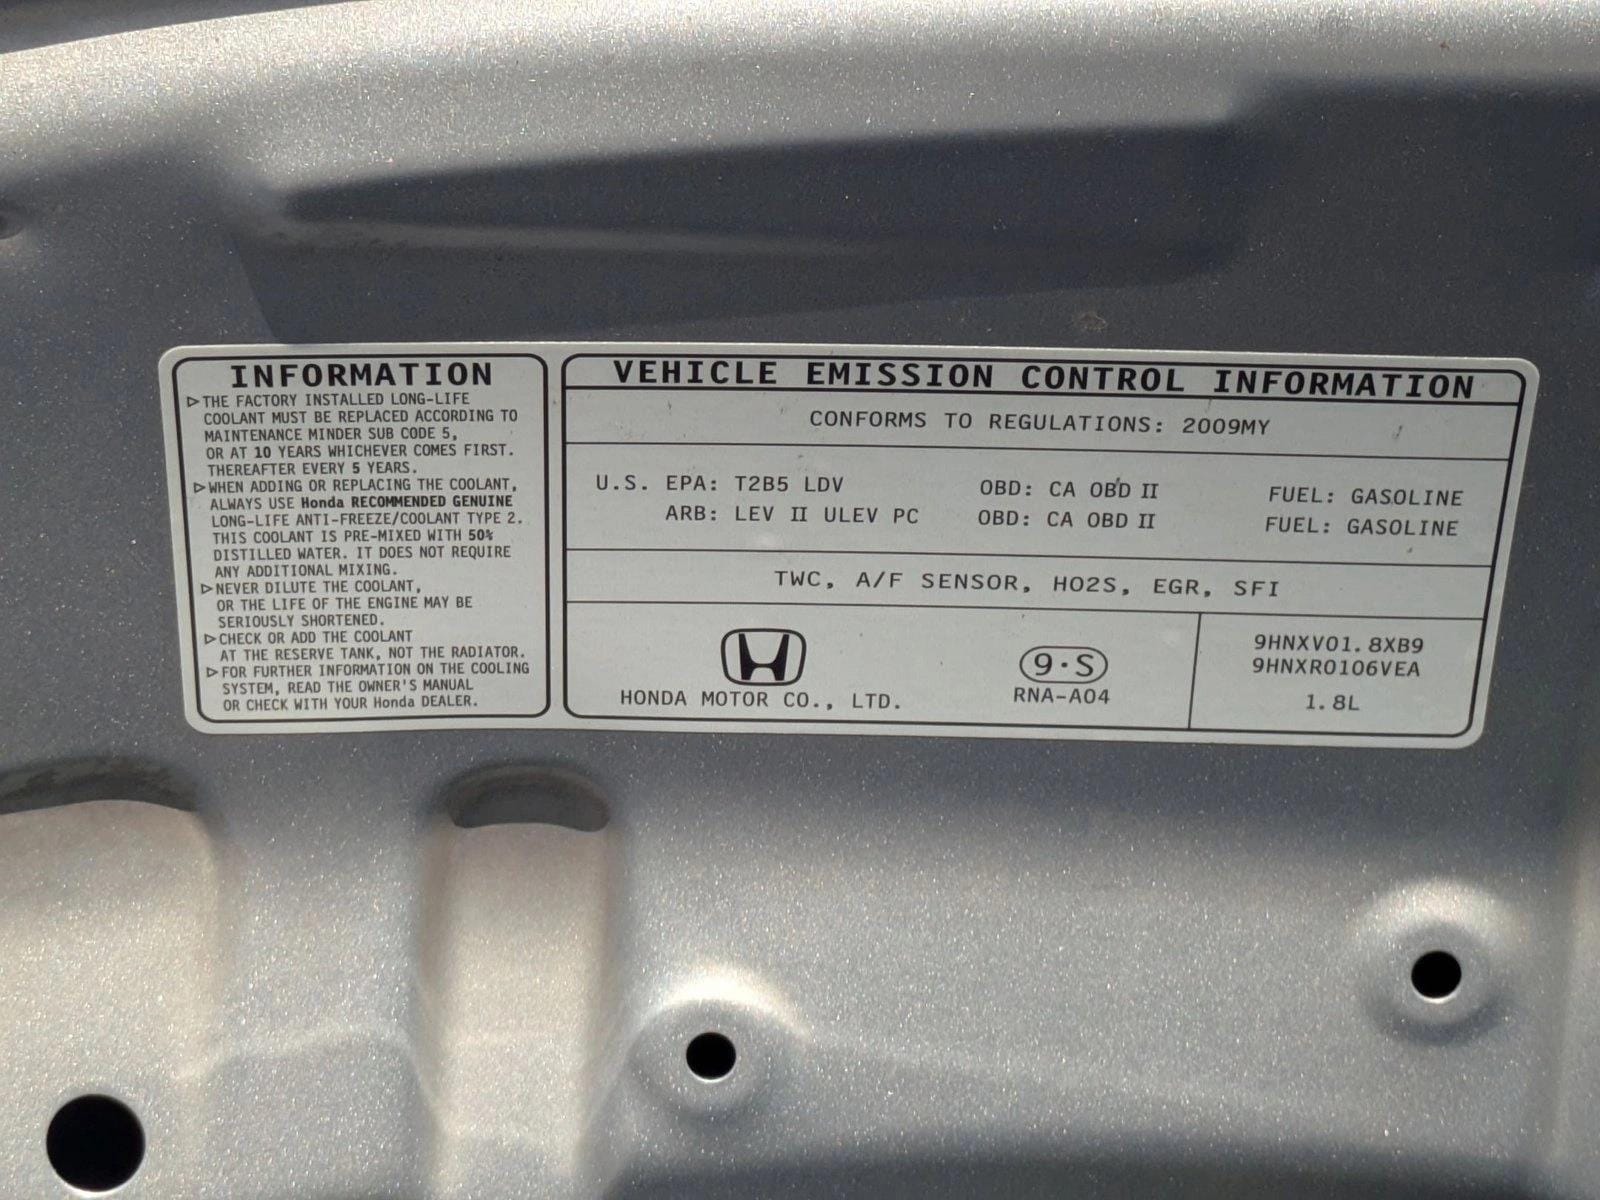 INFORMATION
▷THE FACTORY INSTALLED LONG-LIFE
COOLANT MUST BE REPLACED ACCORDING TO
MAINTENANCE MINDER SUB CODE 5,
OR AT 10 YEARS WHICHEVER COMES FIRST.
THEREAFTER EVERY 5 YEARS.
▷WHEN ADDING OR REPLACING THE COOLANT,
ALWAYS USE Honda RECOMMENDED GENUINE
LONG-LIFE ANTI-FREEZE/COOLANT TYPE 2.
THIS COOLANT IS PRE-MIXED WITH 50%
DISTILLED WATER. IT DOES NOT REQUIRE
ANY ADDITIONAL MIXING.
▷NEVER DILUTE THE COOLANT,
OR THE LIFE OF THE ENGINE MAY BE
SERIOUSLY SHORTENED.
▷CHECK OR ADD THE COOLANT
AT THE RESERVE TANK, NOT THE RADIATOR.
▷FOR FURTHER INFORMATION ON THE COOLING
SYSTEM, READ THE OWNER'S MANUAL
OR CHECK WITH YOUR Honda DEALER.
VEHICLE EMISSION CONTROL INFORMATION
CONFORMS TO REGULATIONS: 2009MY
U.S. EPA: T2B5 LDV OBD: CA OBD II FUEL: GASOLINE
ARB: LEV II ULEV PC OBD: CA OBD II FUEL: GASOLINE
TWC, A/F SENSOR, HO2S, EGR, SFI
HONDA MOTOR CO., LTD.
9·S
RNA-A04
9HNXV01.8XB9
9HNXR0106VEA
1.8L